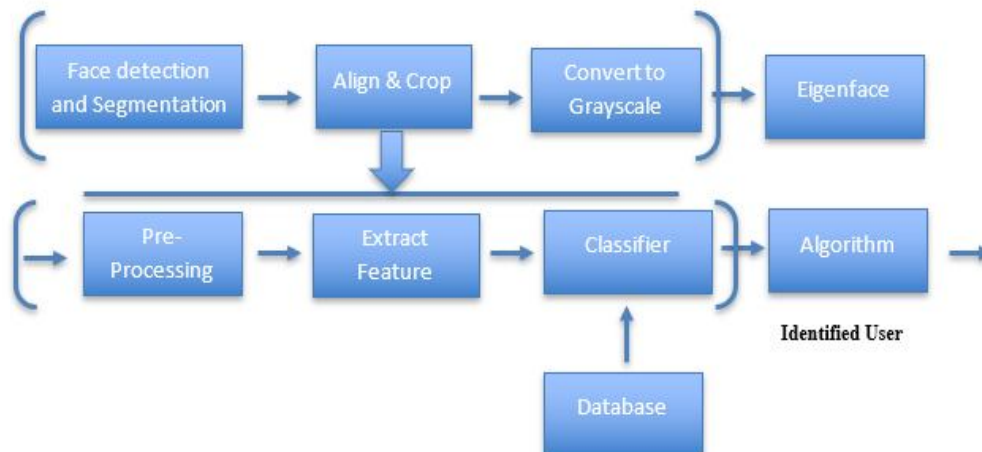 Face detection
and Segmentation
Align & Crop
Convert to
Grayscale
Eigenface
Pre-
Processing
Extract
Feature
Classifier
Algorithm
Identified User
Database